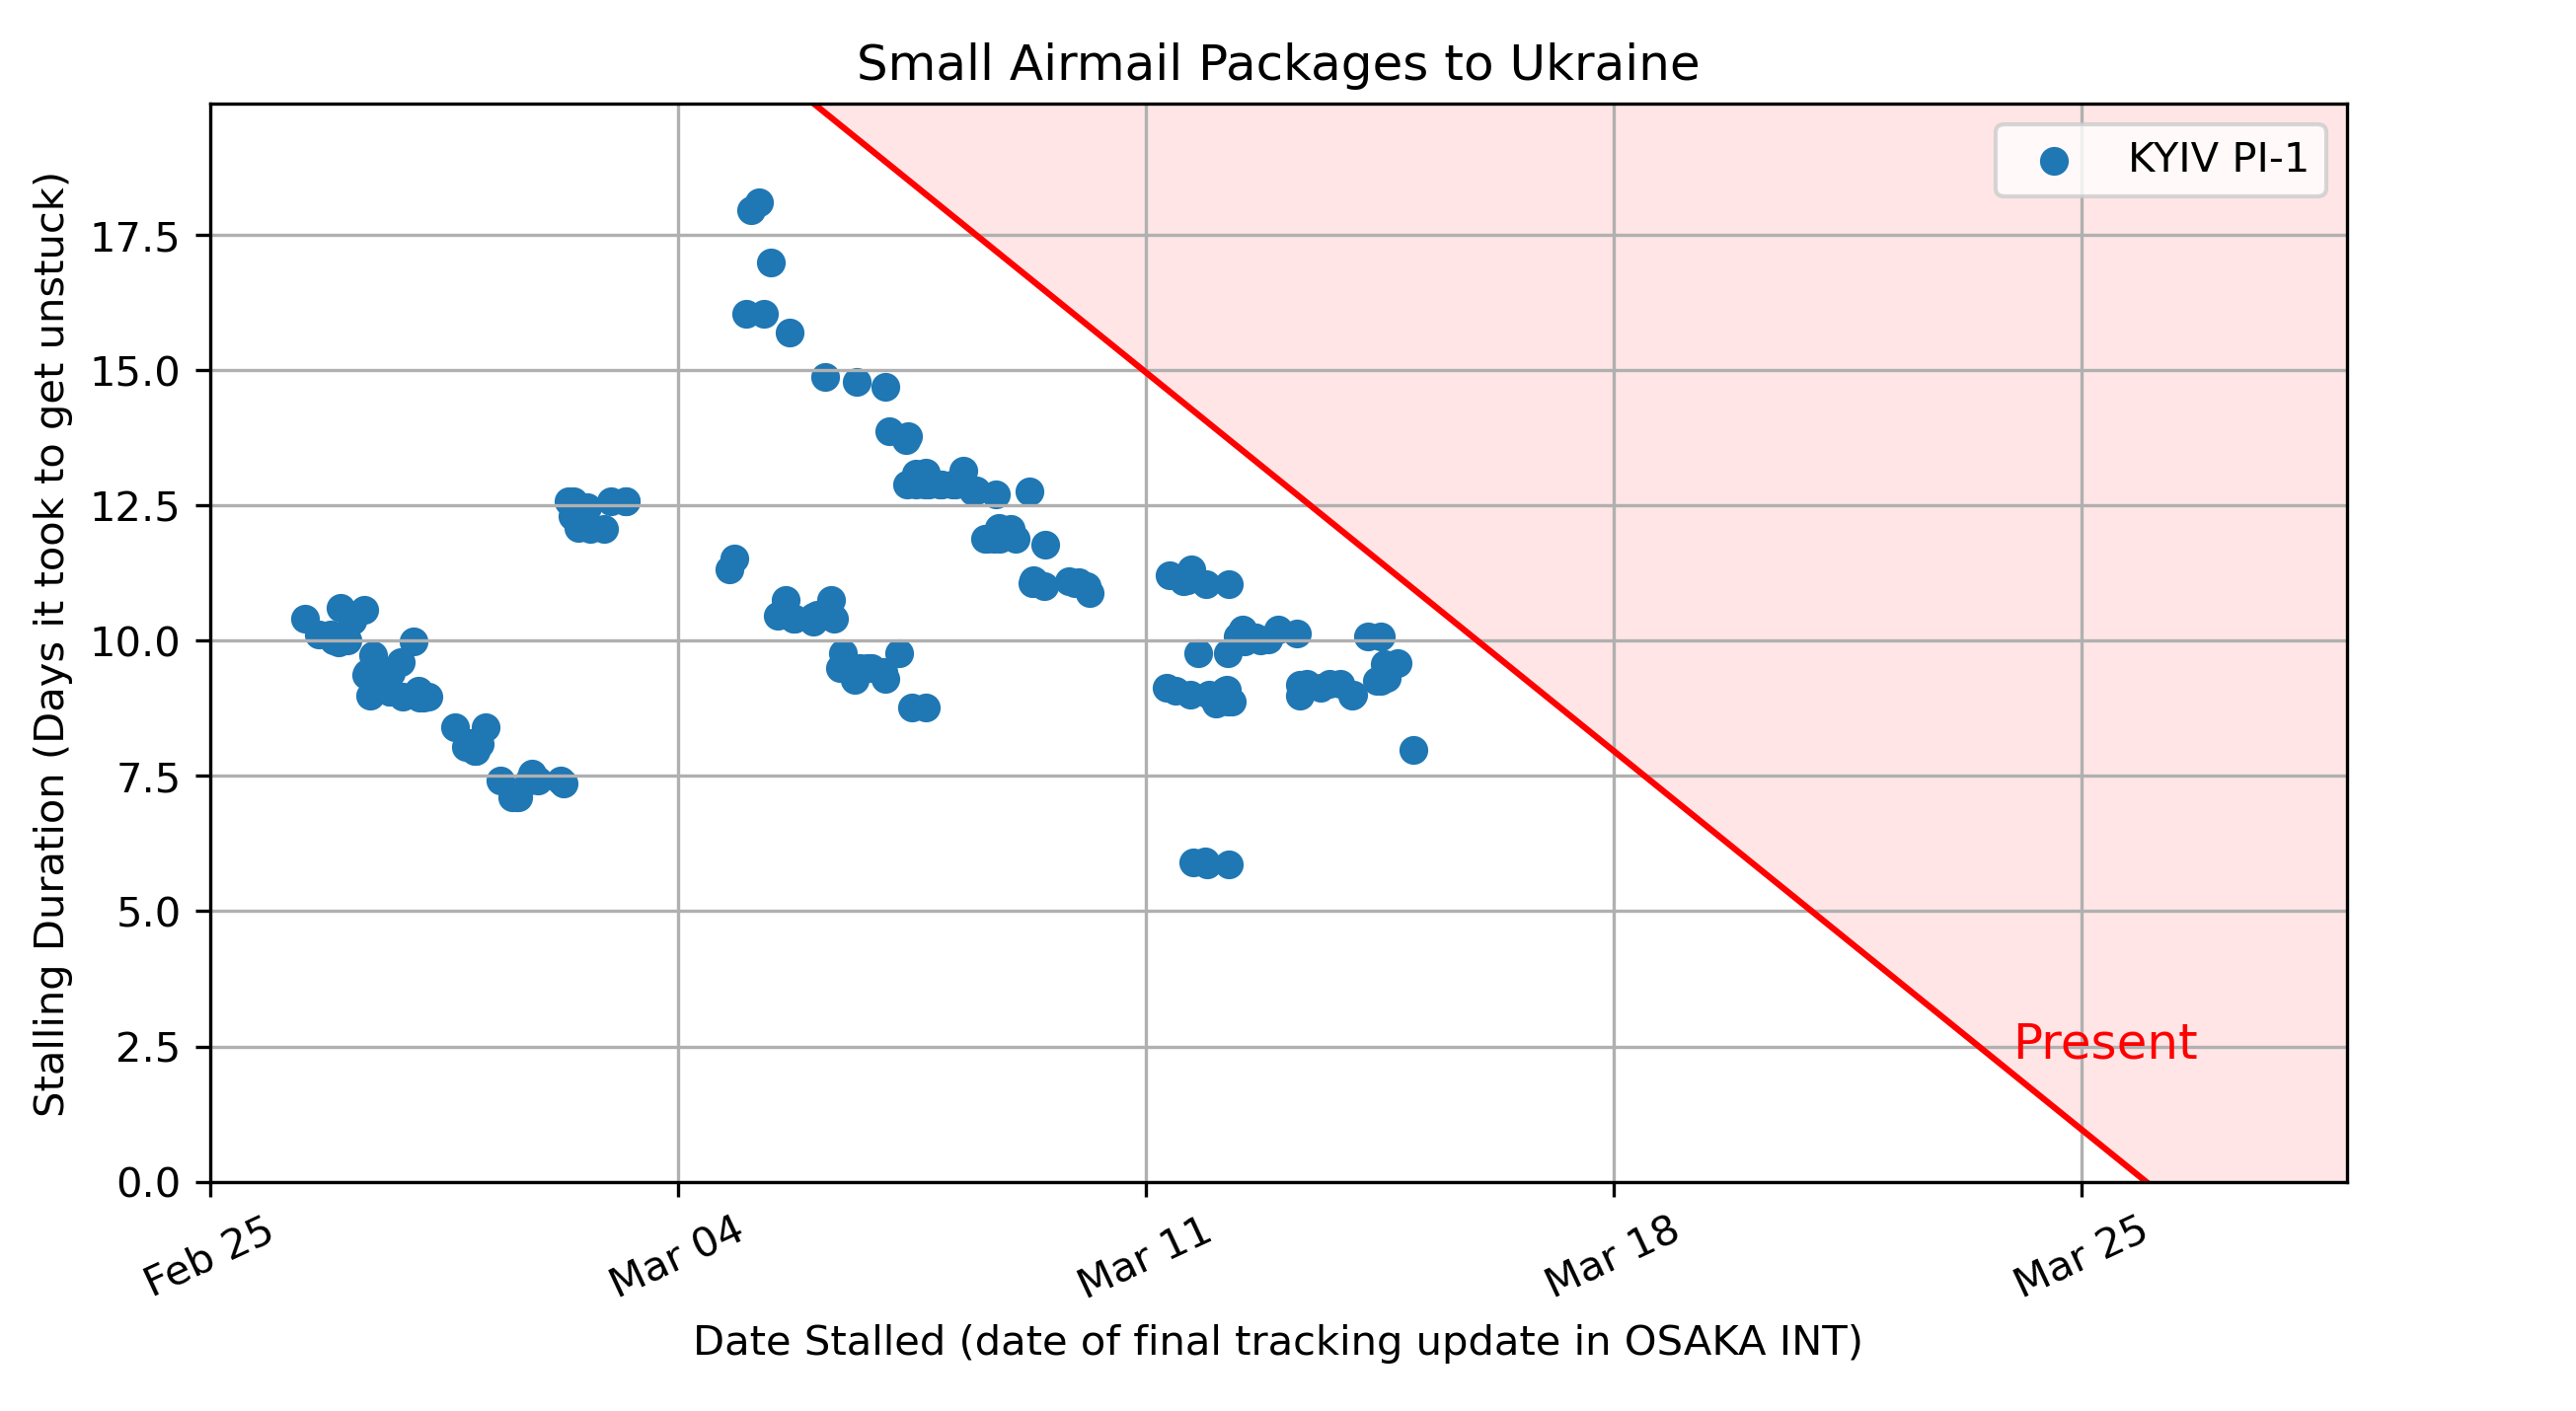 Small Airmail Packages to Ukraine
KYIV PI-1
Stalling Duration (Days it took to get unstuck)
17.5
15.0
12.5
10.0
7.5
5.0
2.5
0.0
Present
Feb 25
Mar 04
Mar 11
Mar 18
Mar 25
Date Stalled (date of final tracking update in OSAKA INT)